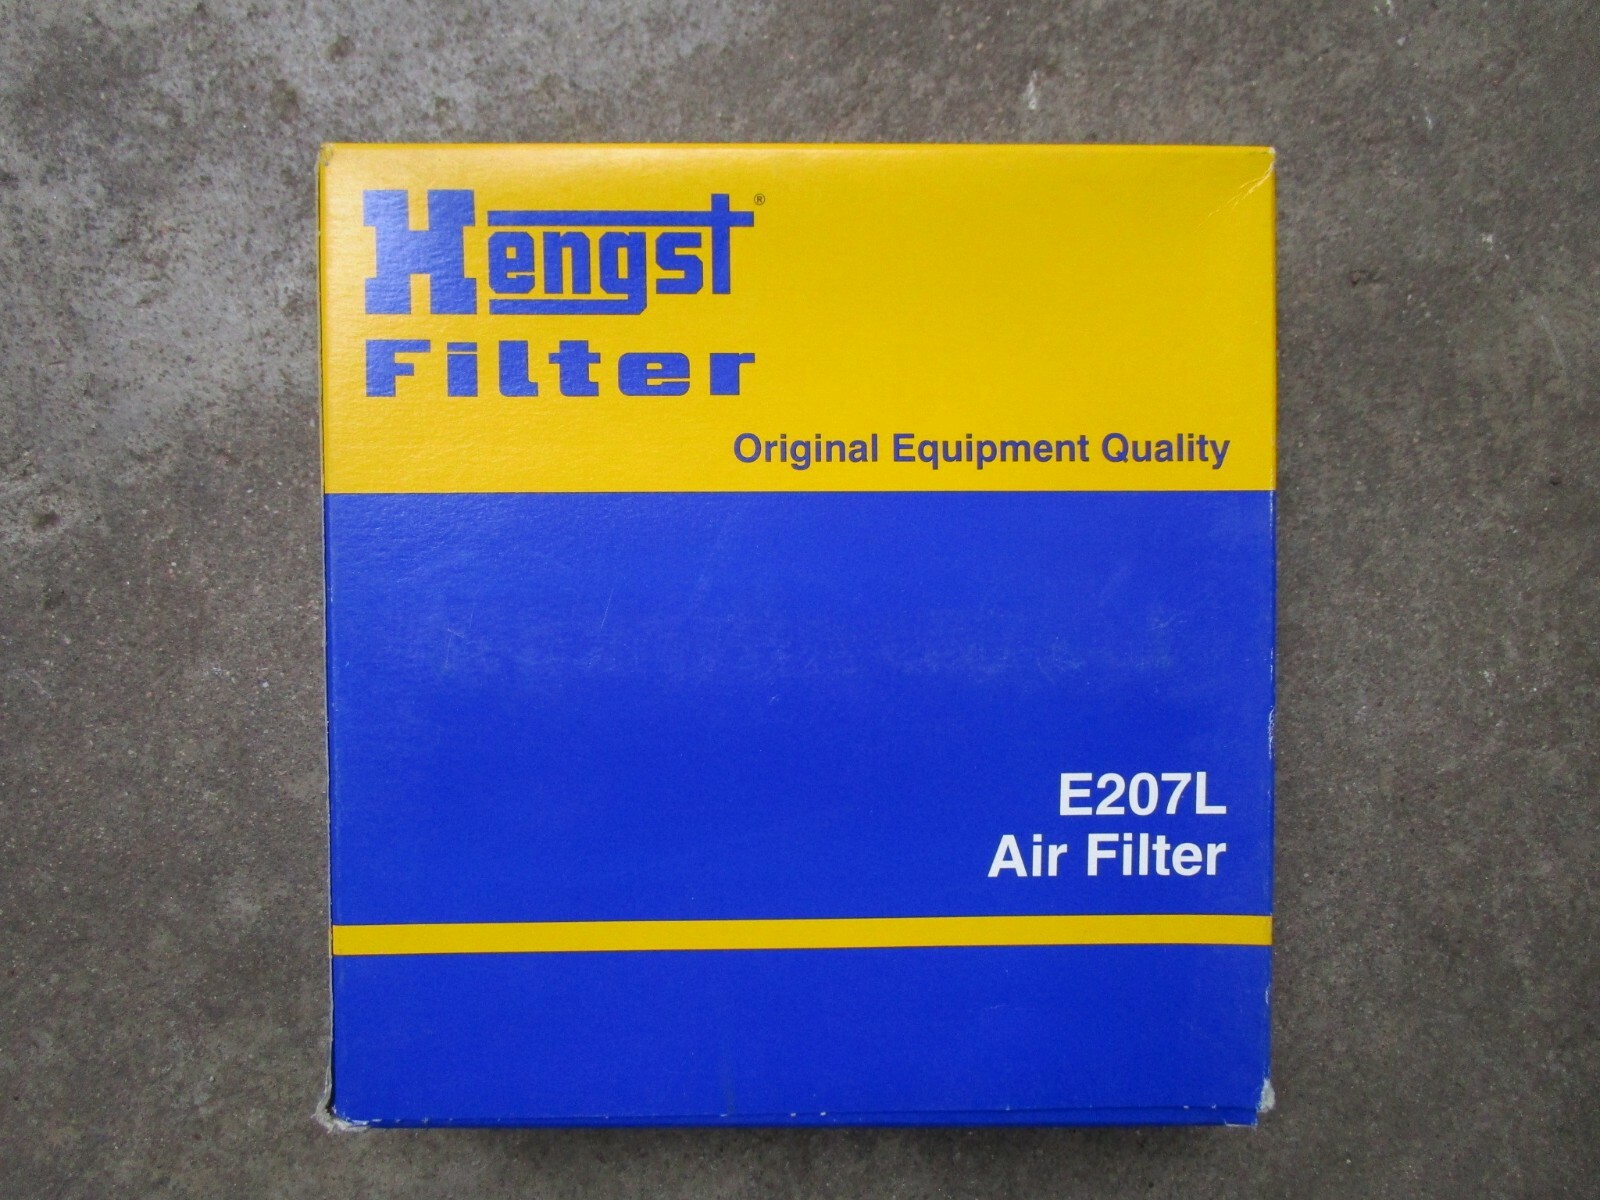 Hengst®
Filter
Original Equipment Quality
E207L
Air Filter